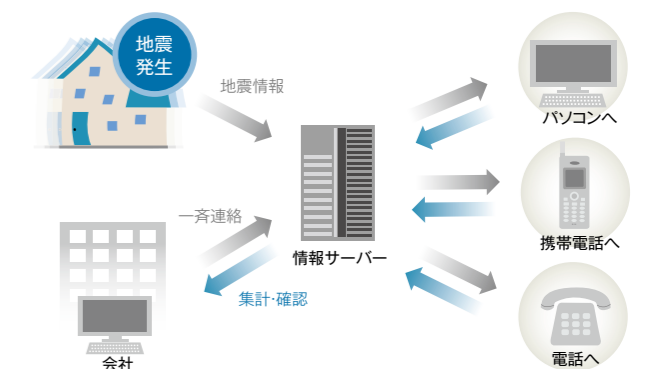 地震
発生
地震情報
パソコンへ
一斉連絡
情報サーバー
携帯電話へ
集計・確認
会社
電話へ